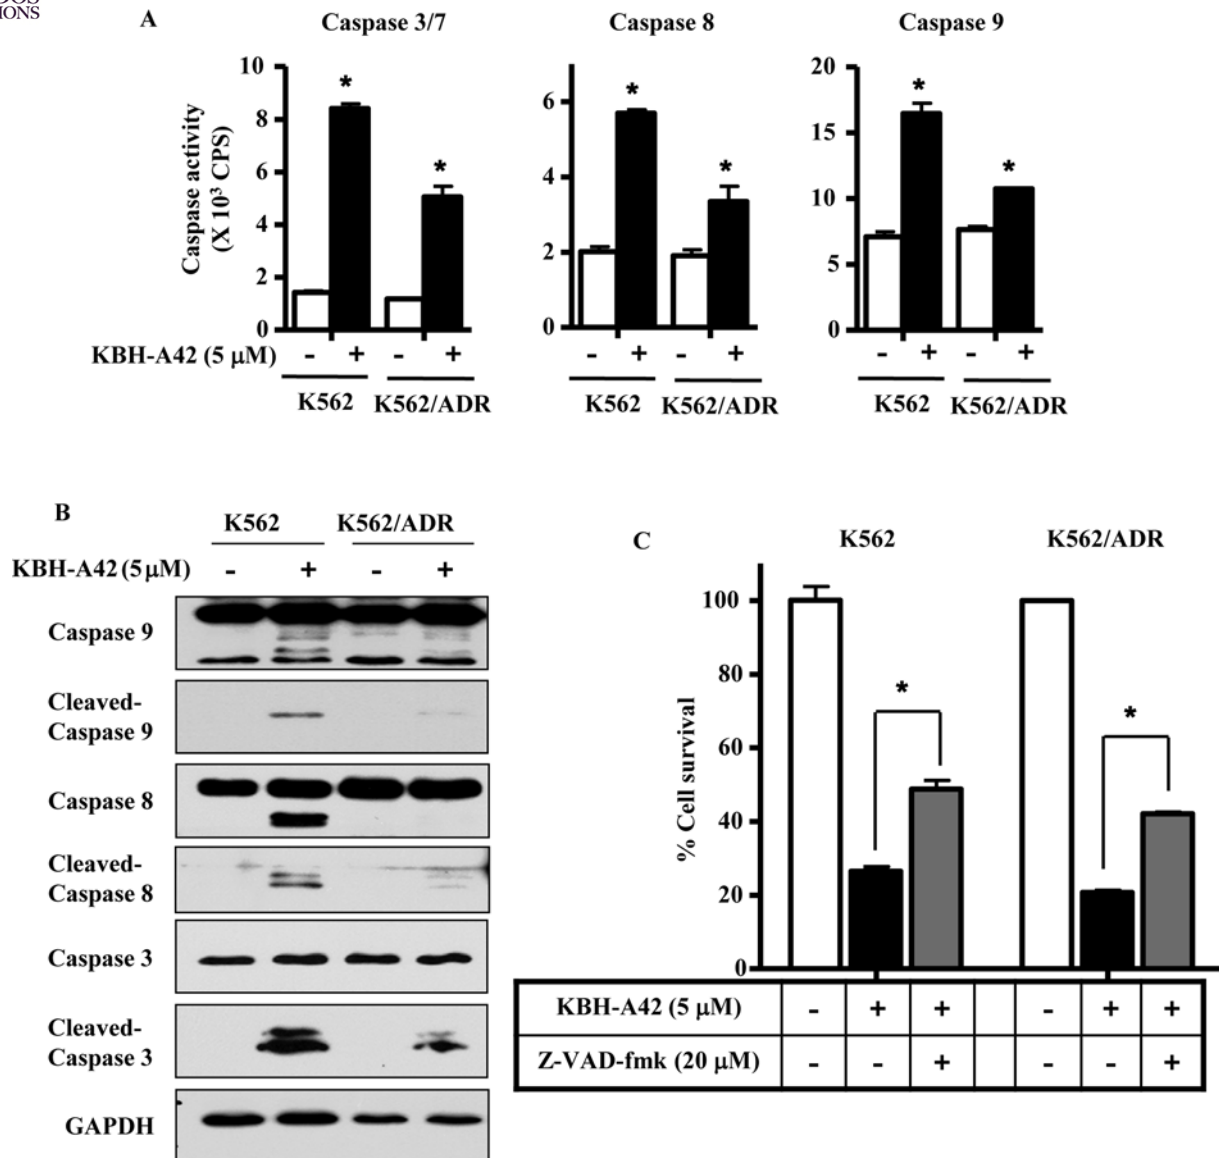 IONS
A
Caspase 3/7 Caspase 8 Caspase 9
Caspase activity
(X 10³ CPS)
10
8
6
4
2
0
6
4
2
0
20
15
10
5
0
* * * * * *
KBH-A42 (5 µM) - + - + - + - + - + - +
K562 K562/ADR K562 K562/ADR K562 K562/ADR
B
K562 K562/ADR
KBH-A42 (5 µM) - + - +
Caspase 9
Cleaved-
Caspase 9
Caspase 8
Cleaved-
Caspase 8
Caspase 3
Cleaved-
Caspase 3
GAPDH
C
K562 K562/ADR
% Cell survival
100
80
60
40
20
0
* *
KBH-A42 (5 µM) - + + - + +
Z-VAD-fmk (20 µM) - - + - - +